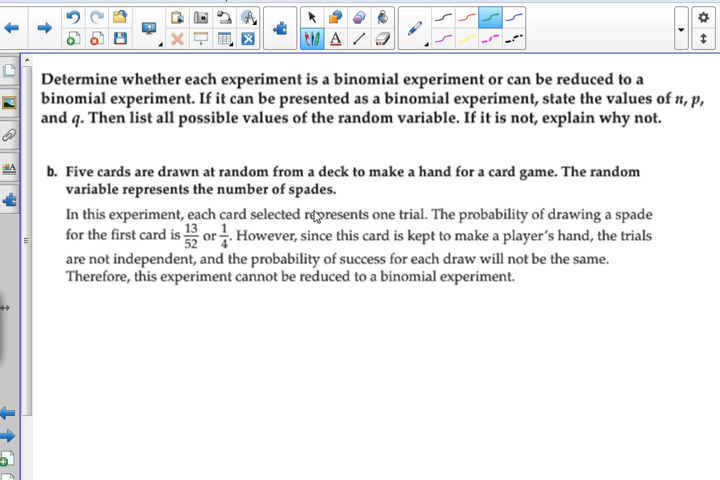 Determine whether each experiment is a binomial experiment or can be reduced to a
binomial experiment. If it can be presented as a binomial experiment, state the values of n, p,
and q. Then list all possible values of the random variable. If it is not, explain why not.
b. Five cards are drawn at random from a deck to make a hand for a card game. The random
variable represents the number of spades.
In this experiment, each card selected represents one trial. The probability of drawing a spade
for the first card is 13/52 or 1/4. However, since this card is kept to make a player's hand, the trials
are not independent, and the probability of success for each draw will not be the same.
Therefore, this experiment cannot be reduced to a binomial experiment.